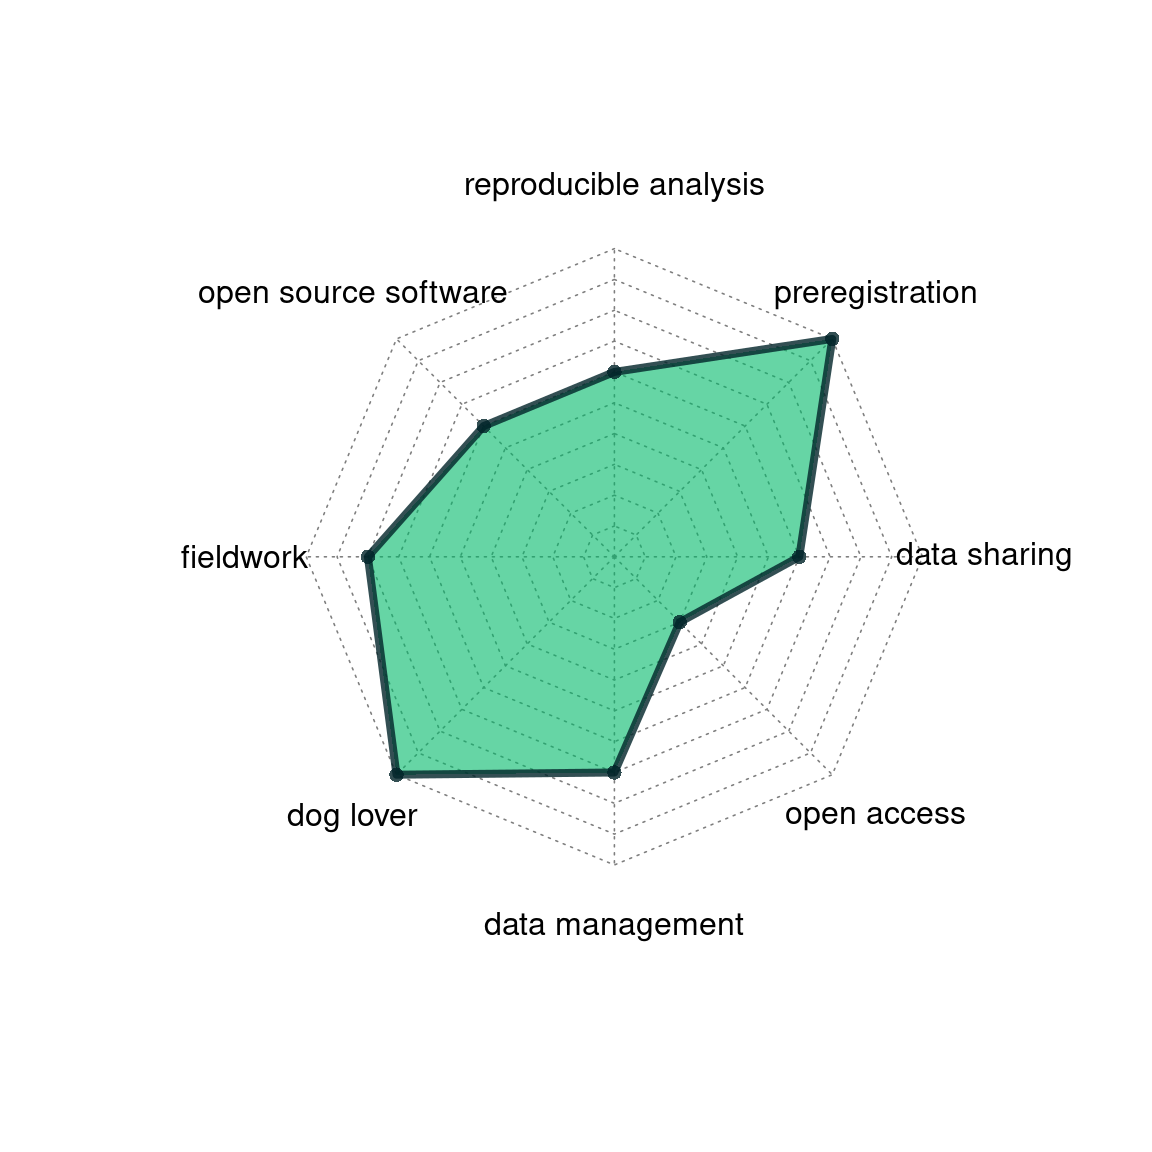 reproducible analysis
open source software
preregistration
fieldwork
data sharing
dog lover
open access
data management